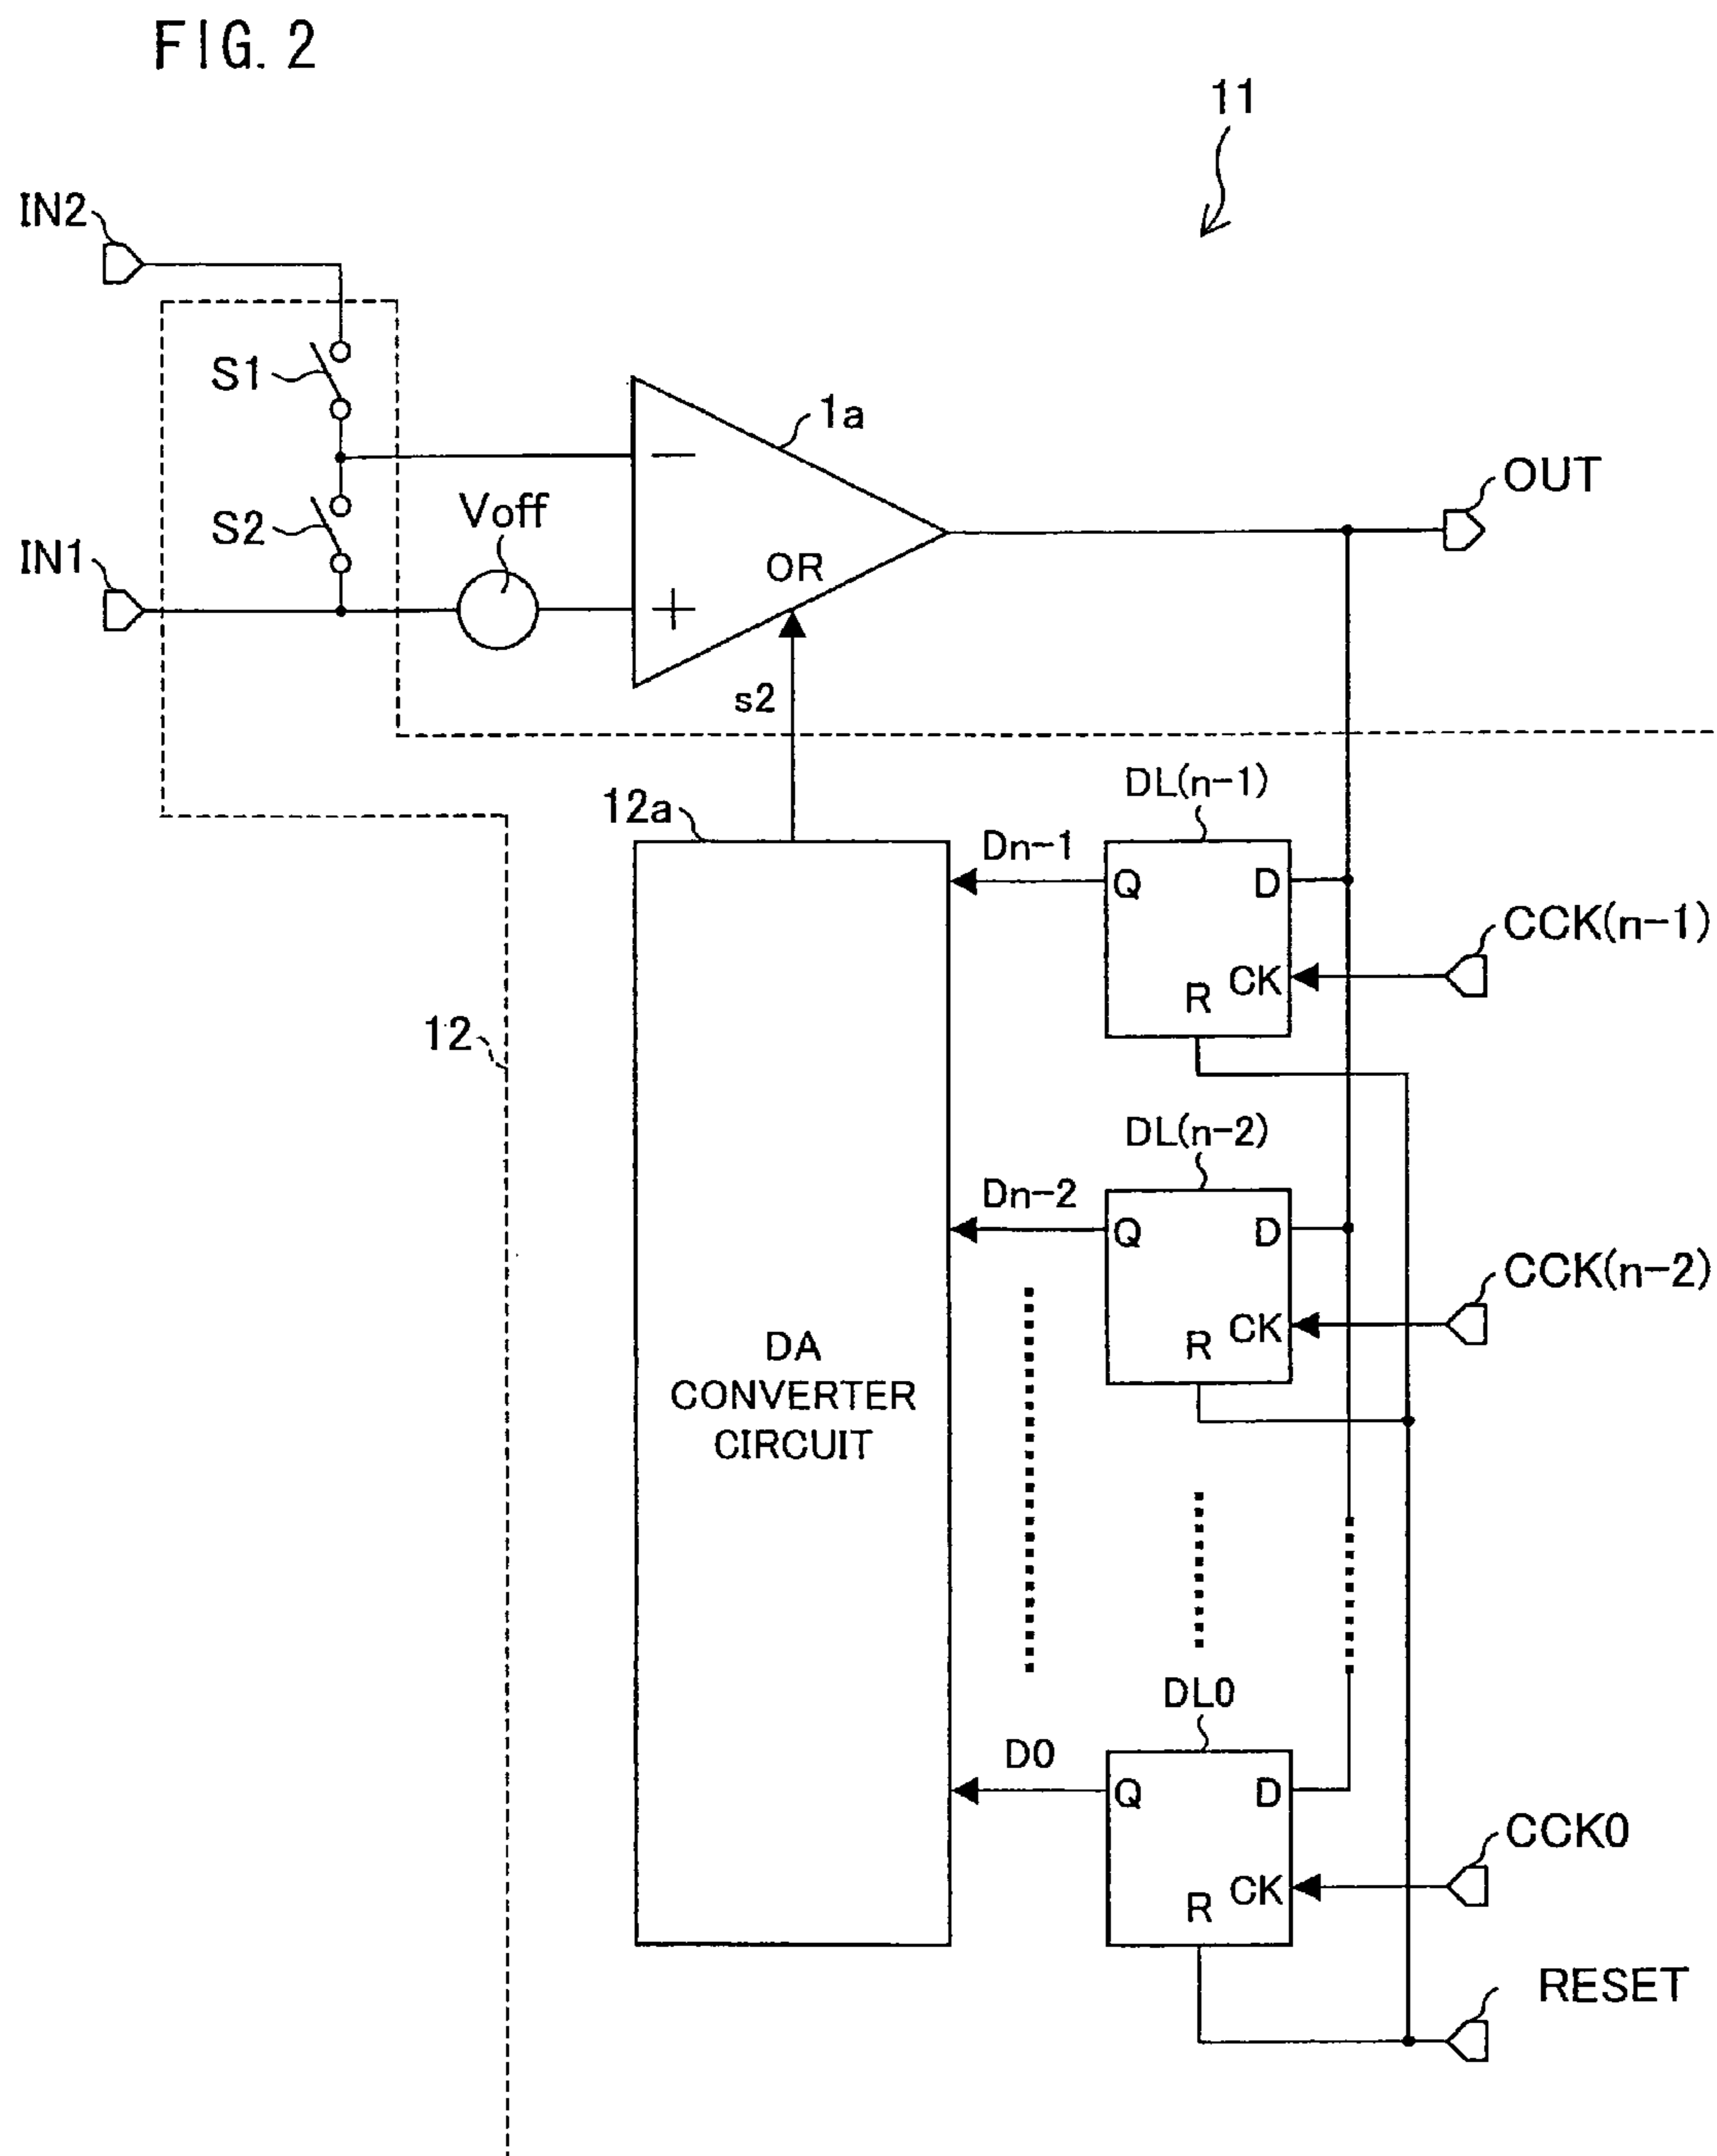 FIG. 2
11
IN2
S1
1a
OUT
S2
Voff
IN1
−
+
OR
s2
12a
DL(n-1)
Dn-1
Q
D
CK
R
CCK(n-1)
12
DL(n-2)
Dn-2
Q
D
CK
R
CCK(n-2)
DA
CONVERTER
CIRCUIT
DL0
D0
Q
D
CK
R
CCK0
RESET